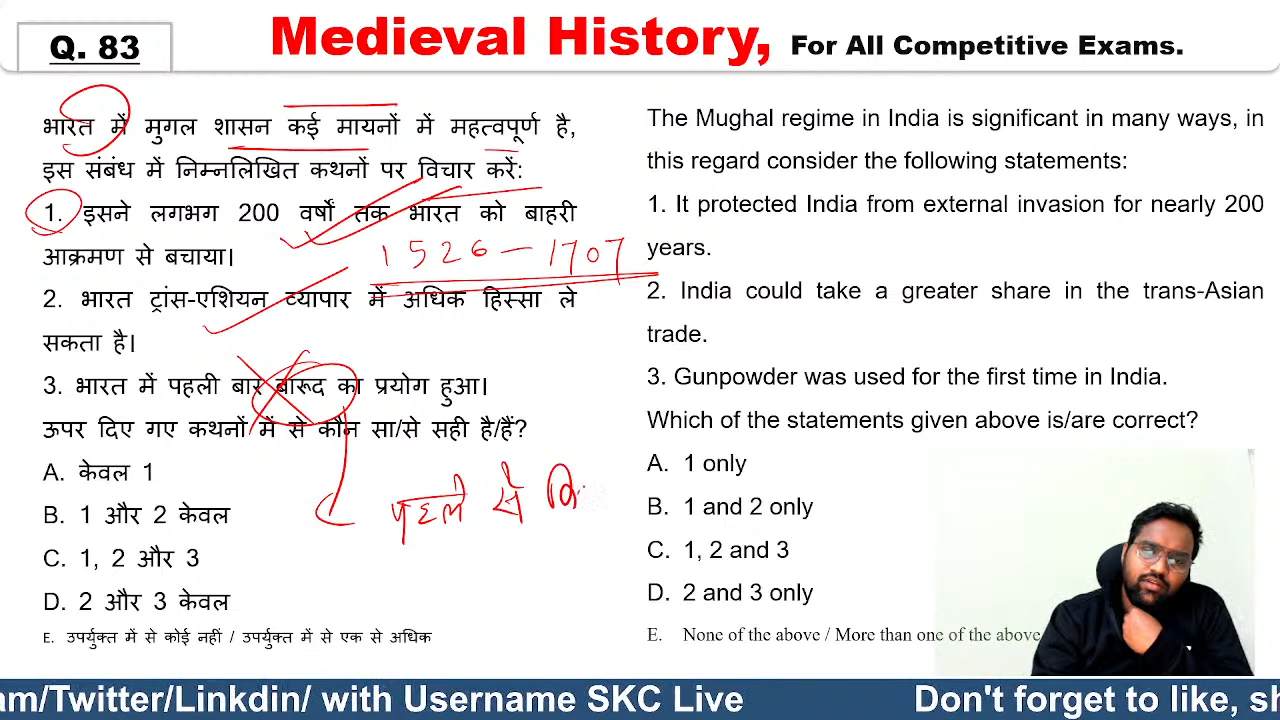 Q. 83
Medieval History, For All Competitive Exams.
भारत में मुगल शासन कई मायनों में महत्वपूर्ण है,
इस संबंध में निम्नलिखित कथनों पर विचार करें:
1. इसने लगभग 200 वर्षों तक भारत को बाहरी
आक्रमण से बचाया।
1526 - 1707
2. भारत ट्रांस-एशियन व्यापार में अधिक हिस्सा ले
सकता है।
3. भारत में पहली बार बारूद का प्रयोग हुआ।
ऊपर दिए गए कथनों में से कौन सा/से सही है/हैं?
A. केवल 1
B. 1 और 2 केवल
C. 1, 2 और 3
D. 2 और 3 केवल
E. उपर्युक्त में से कोई नहीं / उपर्युक्त में से एक से अधिक
पहले से
The Mughal regime in India is significant in many ways, in
this regard consider the following statements:
1. It protected India from external invasion for nearly 200
years.
2. India could take a greater share in the trans-Asian
trade.
3. Gunpowder was used for the first time in India.
Which of the statements given above is/are correct?
A. 1 only
B. 1 and 2 only
C. 1, 2 and 3
D. 2 and 3 only
E. None of the above / More than one of the above
am/Twitter/Linkdin/ with Username SKC Live
Don't forget to like, sh